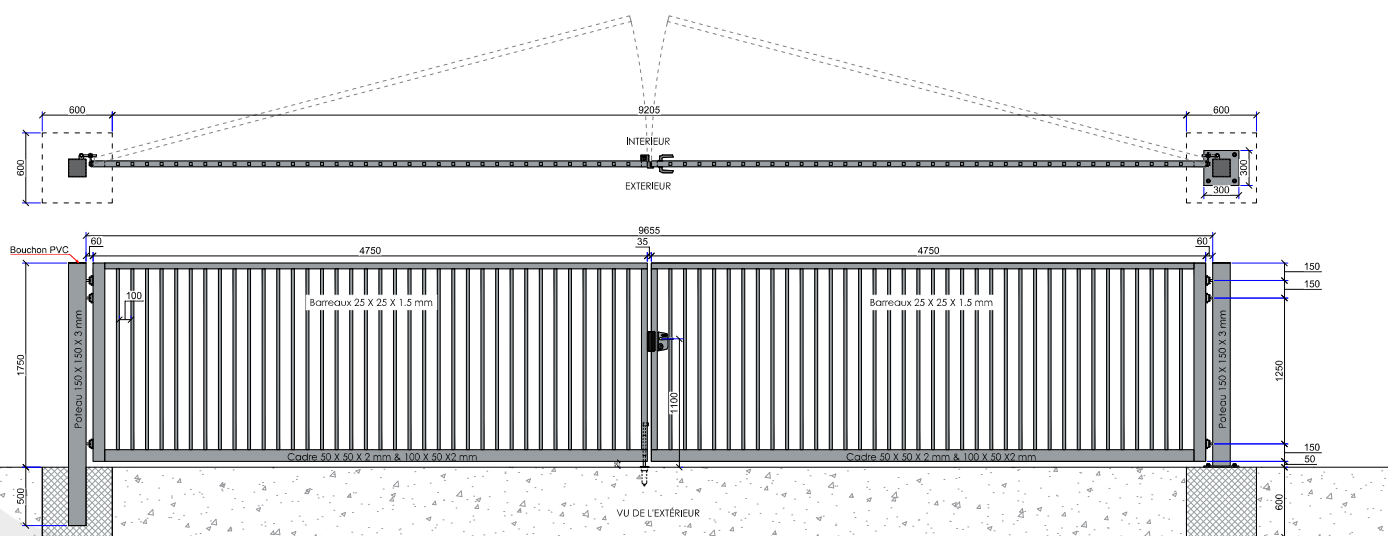 600
9205
600
INTERIEUR
EXTERIEUR
600
300
300
9655
Bouchon PVC
60
4750
35
4750
60
150
150
100
Barreaux 25 X 25 X 1.5 mm
Barreaux 25 X 25 X 1.5 mm
1750
Poteau 150 X 150 X 3 mm
1100
Poteau 150 X 150 X 3 mm
1250
Cadre 50 X 50 X 2 mm & 100 X 50 X2 mm
Cadre 50 X 50 X 2 mm & 100 X 50 X2 mm
150
50
500
VU DE L'EXTÉRIEUR
600